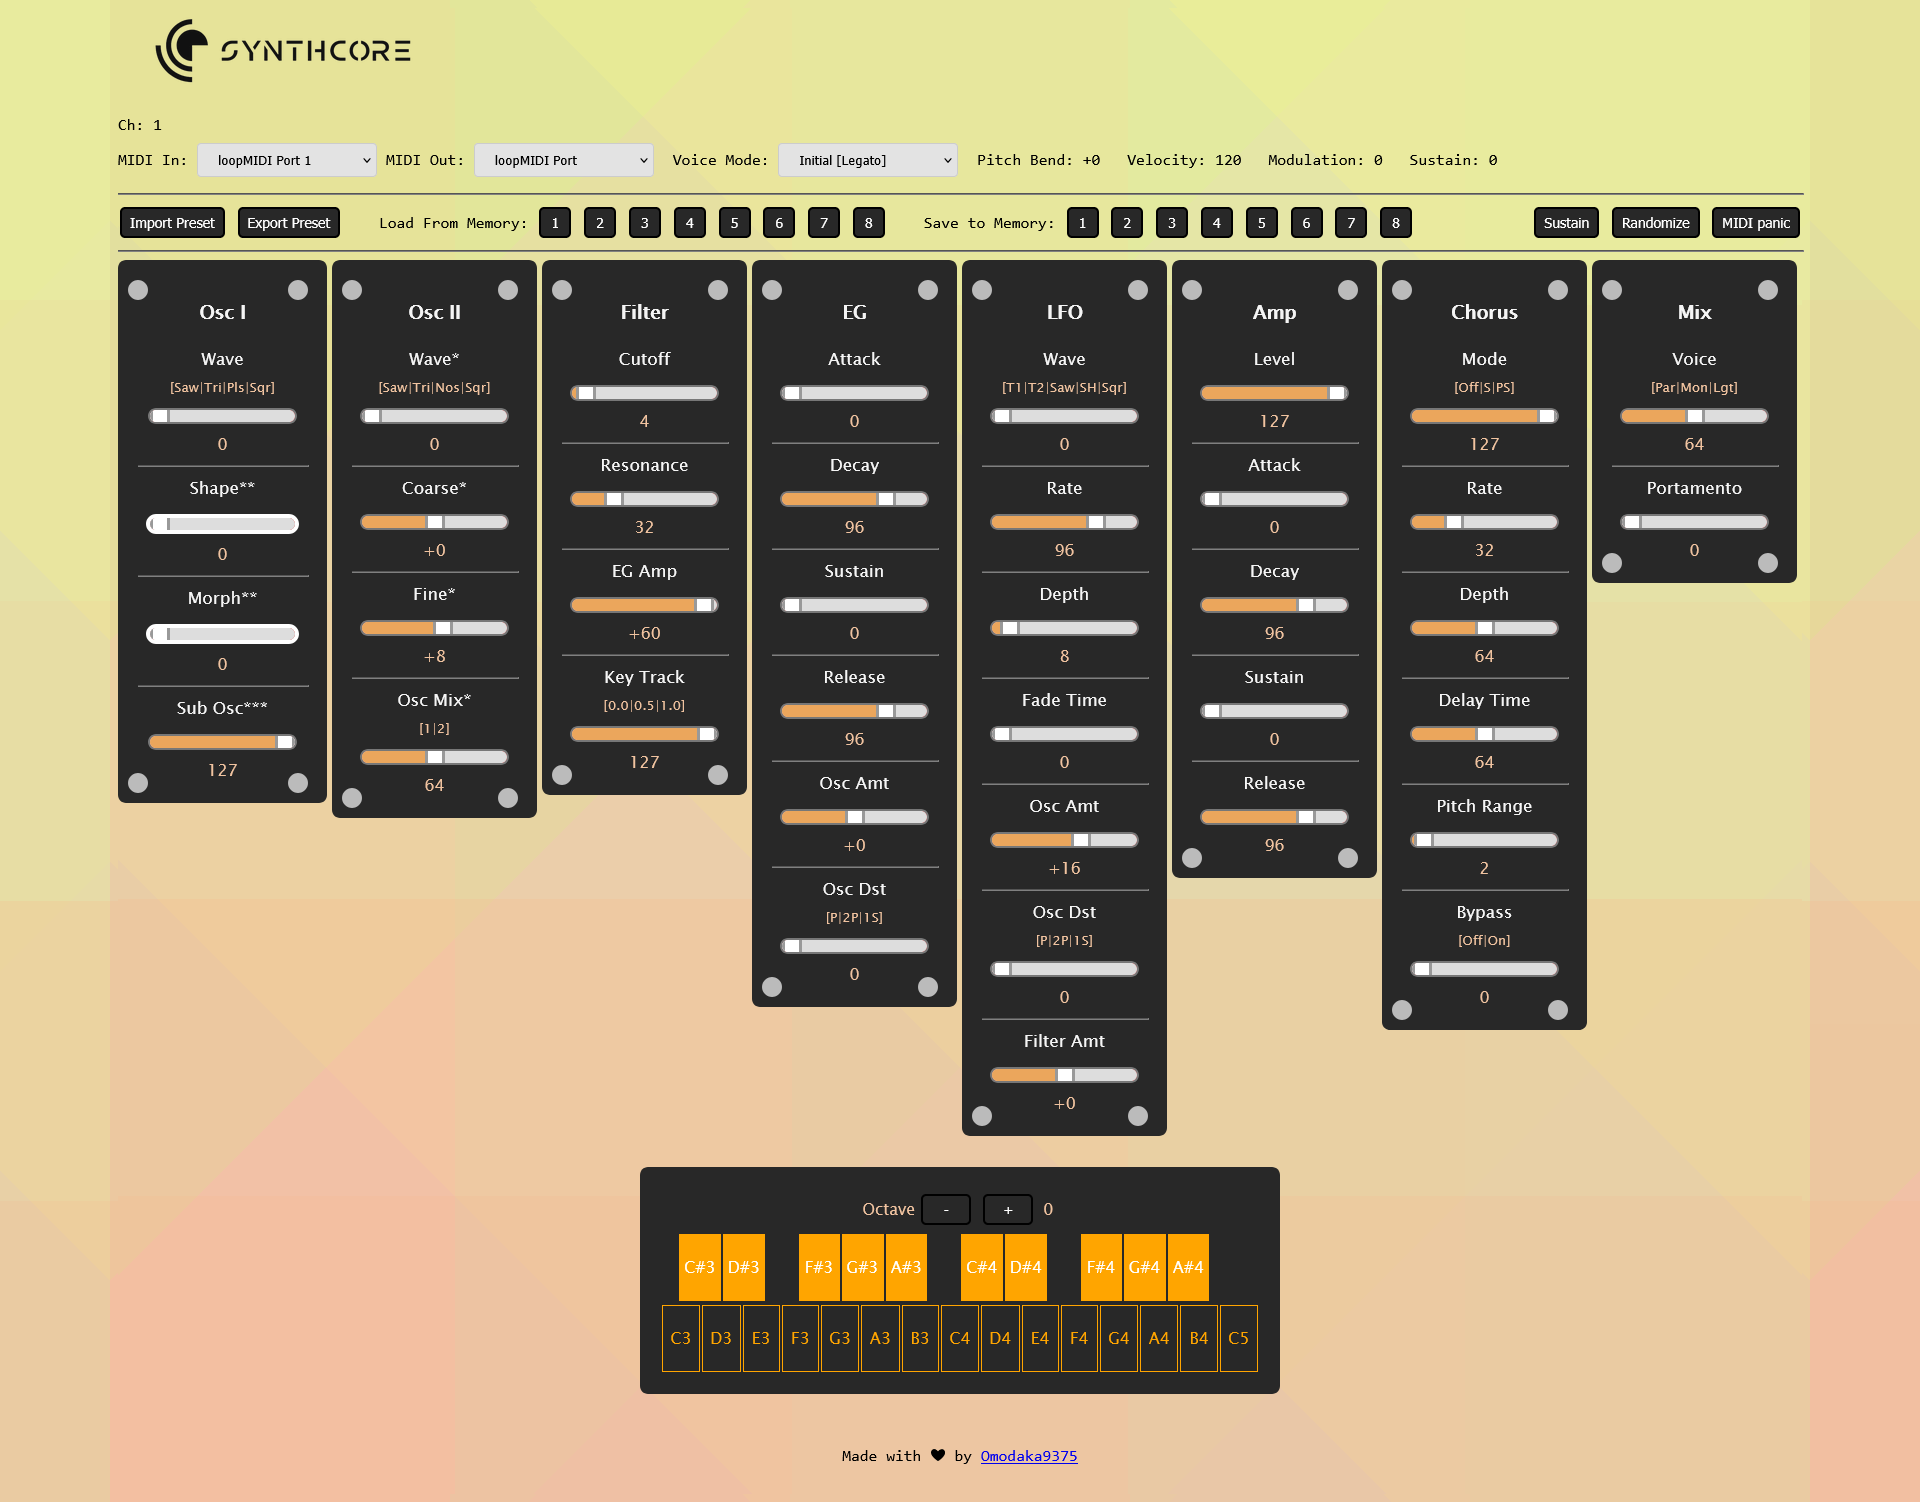 SYNTHCORE
Ch: 1
MIDI In: loopMIDI Port 1 MIDI Out: loopMIDI Port Voice Mode: Initial [Legato] Pitch Bend: +0 Velocity: 120 Modulation: 0 Sustain: 0
Import Preset Export Preset Load From Memory: 1 2 3 4 5 6 7 8 Save to Memory: 1 2 3 4 5 6 7 8 Sustain Randomize MIDI panic
Osc I
Wave
[Saw|Tri|Pls|Sqr]
0
Shape**
0
Morph**
0
Sub Osc***
127
Osc II
Wave*
[Saw|Tri|Nos|Sqr]
0
Coarse*
+0
Fine*
+8
Osc Mix*
[1|2]
64
Filter
Cutoff
4
Resonance
32
EG Amp
+60
Key Track
[0.0|0.5|1.0]
127
EG
Attack
0
Decay
96
Sustain
0
Release
96
Osc Amt
+0
Osc Dst
[P|2P|1S]
0
LFO
Wave
[T1|T2|Saw|SH|Sqr]
0
Rate
96
Depth
8
Fade Time
0
Osc Amt
+16
Osc Dst
[P|2P|1S]
0
Filter Amt
+0
Amp
Level
127
Attack
0
Decay
96
Sustain
0
Release
96
Chorus
Mode
[Off|S|PS]
127
Rate
32
Depth
64
Delay Time
64
Pitch Range
2
Bypass
[Off|On]
0
Mix
Voice
[Par|Mon|Lgt]
64
Portamento
0
Octave - + 0
C#3 D#3 F#3 G#3 A#3 C#4 D#4 F#4 G#4 A#4
C3 D3 E3 F3 G3 A3 B3 C4 D4 E4 F4 G4 A4 B4 C5
Made with ♥ by Omodaka9375